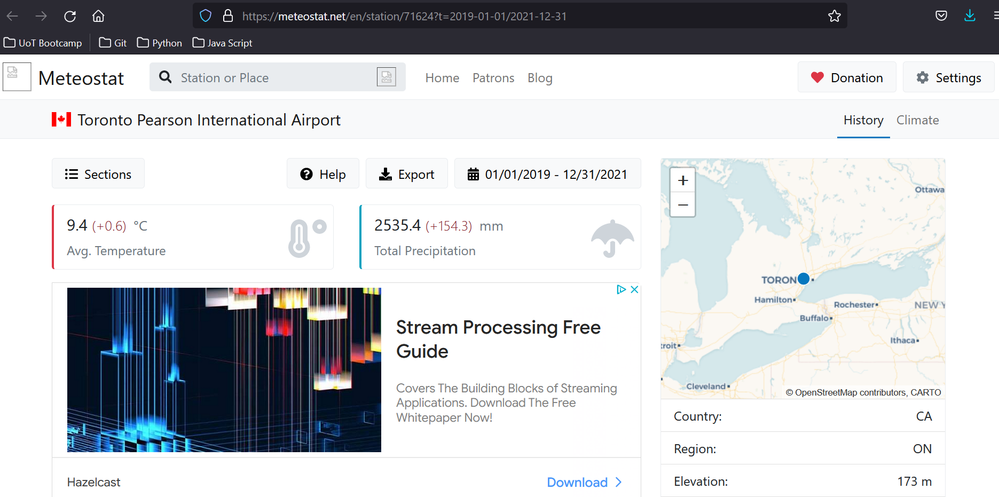 https://meteostat.net/en/station/71624?t=2019-01-01/2021-12-31
UoT Bootcamp Git Python Java Script
Meteostat Station or Place Home Patrons Blog Donation Settings
Toronto Pearson International Airport History Climate
Sections Help Export 01/01/2019 - 12/31/2021
9.4 (+0.6) °C
Avg. Temperature
2535.4 (+154.3) mm
Total Precipitation
Stream Processing Free
Guide
Covers The Building Blocks of Streaming
Applications. Download The Free
Whitepaper Now!
Hazelcast Download
+
−
Ottawa
TORON
Hamilton
Rochester
NEW Y
Buffalo
Ithaca
troit
Cleveland
© OpenStreetMap contributors, CARTO
Country: CA
Region: ON
Elevation: 173 m